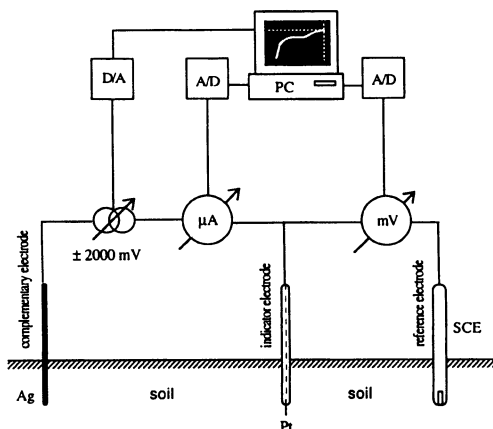 D/A
A/D
PC
A/D
µA
mV
± 2000 mV
complementary electrode
indicator electrode
reference electrode
SCE
Ag
soil
soil
Pt